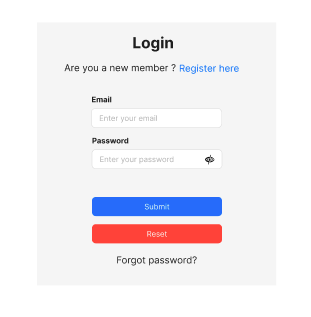 Login
Are you a new member ? Register here
Email
Enter your email
Password
Enter your password
Submit
Reset
Forgot password?